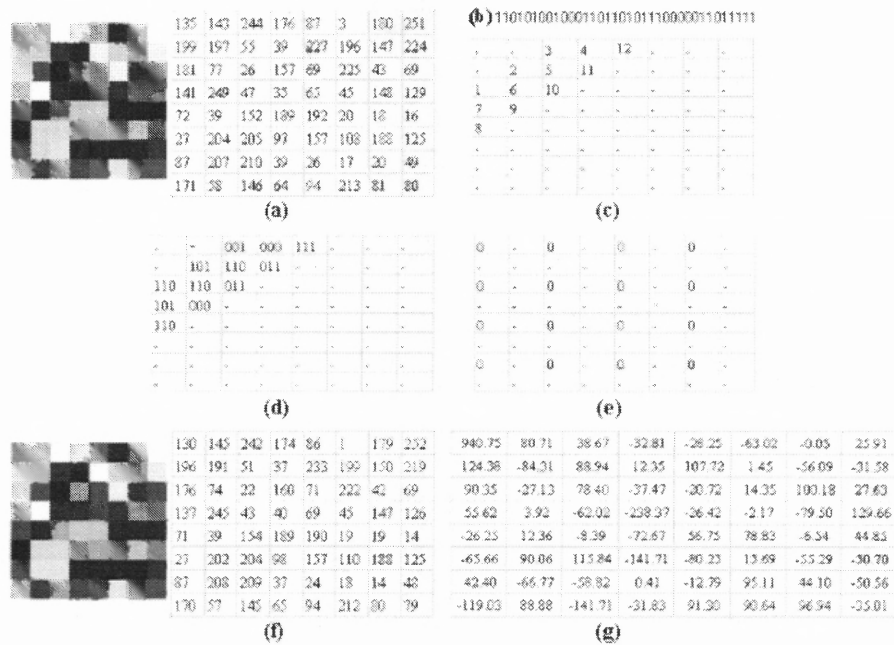 135 143 244 176 87 3 180 251
199 197 55 39 227 196 147 224
181 77 26 157 69 225 43 69
141 249 47 35 65 45 148 129
72 39 152 189 192 20 18 16
27 204 205 97 157 108 188 125
87 207 210 39 26 17 20 49
171 58 146 64 94 213 81 80
(a)
(b) 110101001000110110101110000011011111
- - 3 4 12 - - -
- 2 5 11 - - - -
1 6 10 - - - - -
7 9 - - - - - -
8 - - - - - - -
- - - - - - - -
- - - - - - - -
- - - - - - - -
(c)
- - 001 000 111 - - -
- 101 110 011 - - - -
110 110 011 - - - - -
101 000 - - - - - -
110 - - - - - - -
- - - - - - - -
- - - - - - - -
- - - - - - - -
(d)
0 - 0 - 0 - 0 -
- - - - - - - -
0 - 0 - 0 - 0 -
- - - - - - - -
0 - 0 - 0 - 0 -
- - - - - - - -
0 - 0 - 0 - 0 -
- - - - - - - -
(e)
130 145 242 174 86 1 179 252
196 191 51 37 233 199 150 219
176 74 22 160 71 222 42 69
137 245 43 40 69 45 147 126
71 39 154 189 190 19 19 14
27 202 204 98 157 110 188 125
87 208 209 37 24 18 14 48
170 57 145 65 94 212 80 79
(f)
940.75 80.71 38.67 -32.81 -28.25 -63.02 -0.05 25.91
124.38 -84.31 88.94 12.35 107.72 1.45 -56.09 -31.58
90.35 -27.13 78.40 -37.47 -20.72 14.35 100.18 27.63
55.62 3.92 -62.02 -238.37 -26.42 -2.17 -79.50 129.66
-26.25 12.36 -8.39 -72.67 56.75 78.83 -6.54 44.85
-65.66 90.06 115.84 -141.71 -80.23 13.69 -55.29 -30.70
42.40 -66.77 -58.82 0.41 -12.79 95.11 44.10 -50.56
-119.03 88.88 -141.71 -31.83 91.30 90.64 96.94 -35.01
(g)